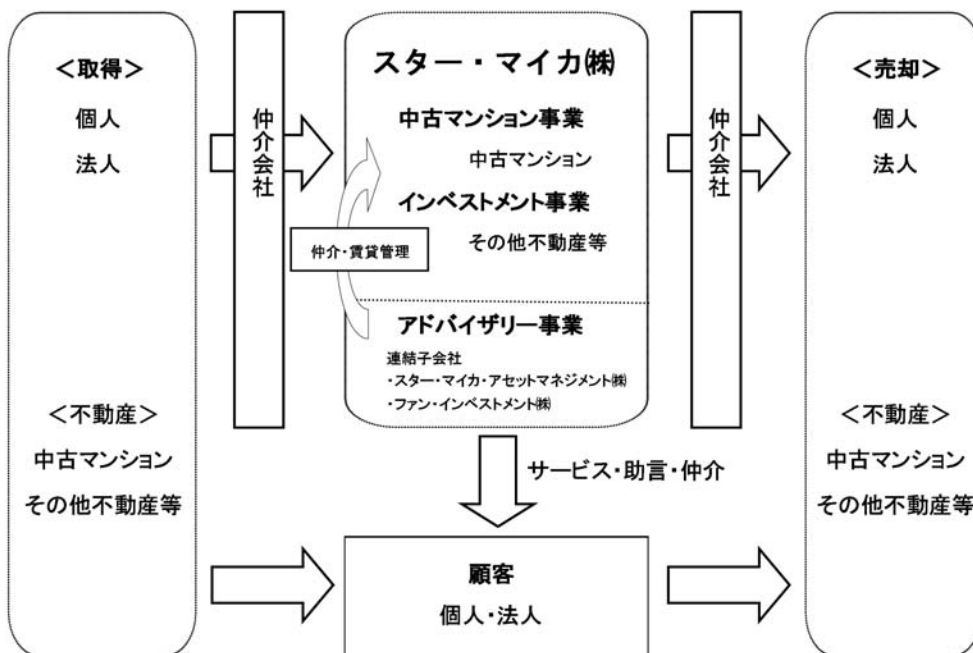 <取得>
個人
法人
<不動産>
中古マンション
その他不動産等
仲介会社
スター・マイカ㈱
中古マンション事業
中古マンション
インベストメント事業
その他不動産等
仲介・賃貸管理
アドバイザリー事業
連結子会社
・スター・マイカ・アセットマネジメント㈱
・ファン・インベストメント㈱
サービス・助言・仲介
顧客
個人・法人
仲介会社
<売却>
個人
法人
<不動産>
中古マンション
その他不動産等